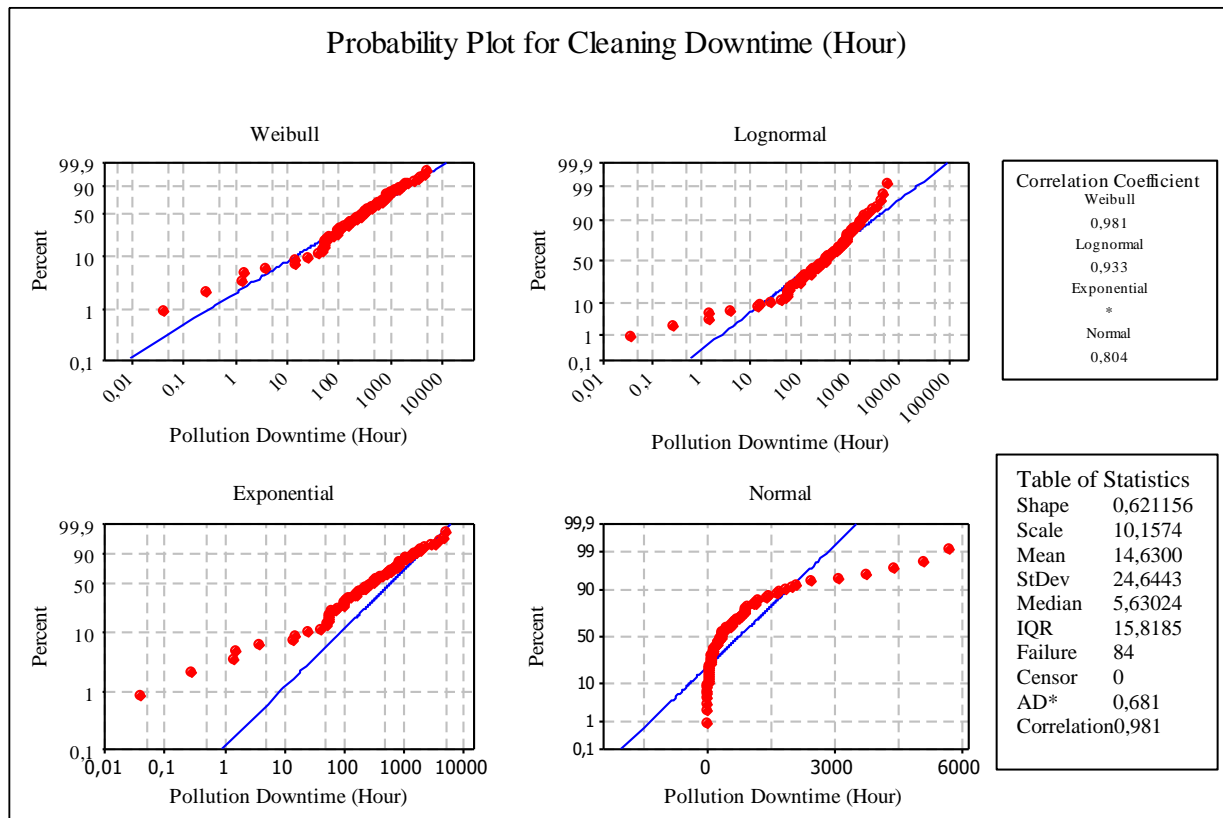 Probability Plot for Cleaning Downtime (Hour)
Weibull
99,9
90
50
10
1
0,1
Percent
0,01
0,1
1
10
100
1000
10000
Pollution Downtime (Hour)
Lognormal
99,9
99
90
50
10
1
0,1
Percent
0,01
0,1
1
10
100
1000
10000
100000
Pollution Downtime (Hour)
Correlation Coefficient
Weibull
0,981
Lognormal
0,933
Exponential
*
Normal
0,804
Exponential
99,9
90
50
10
1
0,1
Percent
0,01
0,1
1
10
100
1000
10000
Pollution Downtime (Hour)
Normal
99,9
99
90
50
10
1
0,1
Percent
0
3000
6000
Pollution Downtime (Hour)
Table of Statistics
Shape 0,621156
Scale 10,1574
Mean 14,6300
StDev 24,6443
Median 5,63024
IQR 15,8185
Failure 84
Censor 0
AD* 0,681
Correlation0,981